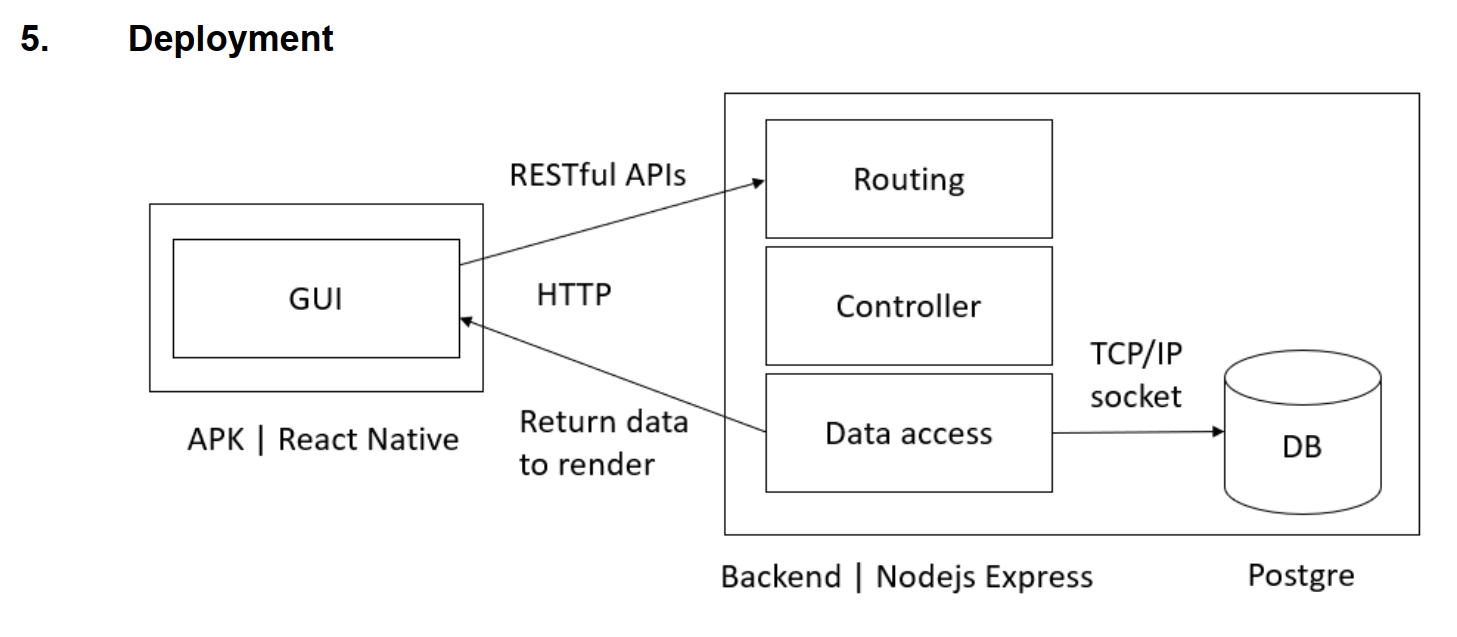 5. Deployment
RESTful APIs
Routing
GUI
HTTP
Controller
TCP/IP
socket
Return data
to render
Data access
DB
APK | React Native
Backend | Nodejs Express
Postgre